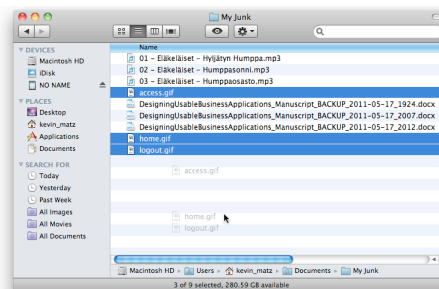 My Junk
Name
DEVICES
Macintosh HD
iDisk
NO NAME
PLACES
Desktop
kevin_matz
Applications
Documents
SEARCH FOR
Today
Yesterday
Past Week
All Images
All Movies
All Documents
01 – Eläkeläiset – Hyljätyn Humppa.mp3
02 – Eläkeläiset – Humppasonni.mp3
03 – Eläkeläiset – Humppaosasto.mp3
access.gif
DesigningUsableBusinessApplications_Manuscript_BACKUP_2011-05-17_1924.docx
DesigningUsableBusinessApplications_Manuscript_BACKUP_2011-05-17_2007.docx
DesigningUsableBusinessApplications_Manuscript_BACKUP_2011-05-17_2012.docx
home.gif
logout.gif
access.gif
home.gif
logout.gif
Macintosh HD ▸ Users ▸ kevin_matz ▸ Documents ▸ My Junk
3 of 9 selected, 280.59 GB available